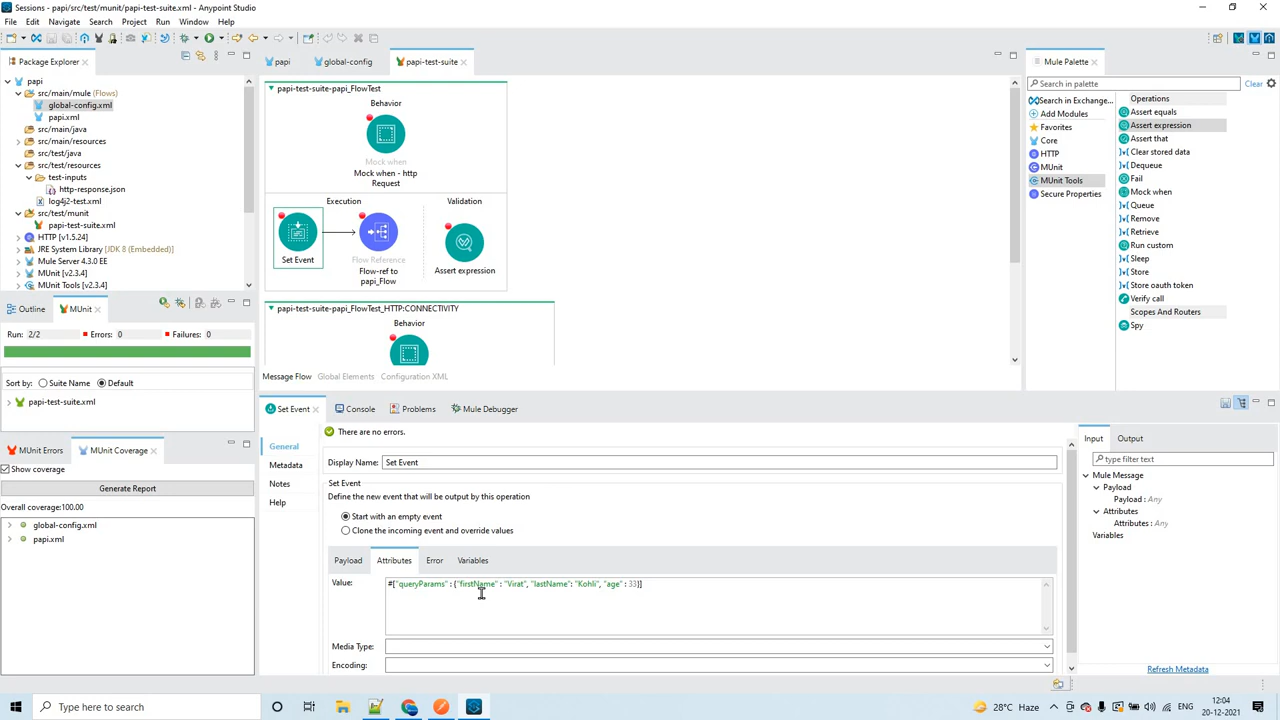 Sessions - papi/src/test/munit/papi-test-suite.xml - Anypoint Studio
File Edit Navigate Search Project Run Window Help
Package Explorer
papi
src/main/mule (Flows)
global-config.xml
papi.xml
src/main/java
src/main/resources
src/test/java
src/test/resources
test-inputs
http-response.json
log4j2-test.xml
src/test/munit
papi-test-suite.xml
HTTP [v1.5.24]
JRE System Library [JDK 8 (Embedded)]
Mule Server 4.3.0 EE
MUnit [v2.3.4]
MUnit Tools [v2.3.4]
Outline MUnit
Run: 2/2 Errors: 0 Failures: 0
Sort by: Suite Name Default
papi-test-suite.xml
MUnit Errors MUnit Coverage
Show coverage
Generate Report
Overall coverage:100.00
global-config.xml
papi.xml
papi global-config papi-test-suite
papi-test-suite-papi_FlowTest
Behavior
Mock when
Mock when - http
Request
Execution Validation
Set Event
Flow Reference
Flow-ref to
papi_Flow
Assert expression
papi-test-suite-papi_FlowTest_HTTP:CONNECTIVITY
Behavior
Message Flow Global Elements Configuration XML
Set Event Console Problems Mule Debugger
There are no errors.
General
Metadata
Notes
Help
Display Name: Set Event
Set Event
Define the new event that will be output by this operation
Start with an empty event
Clone the incoming event and override values
Payload Attributes Error Variables
Value: #["queryParams" : {"firstName" : "Virat", "lastName": "Kohli", "age" : 33}]
Media Type:
Encoding:
Mule Palette
Search in palette Clear
Search in Exchange...
Add Modules
Favorites
Core
HTTP
MUnit
MUnit Tools
Secure Properties
Operations
Assert equals
Assert expression
Assert that
Clear stored data
Dequeue
Fail
Mock when
Queue
Remove
Retrieve
Run custom
Sleep
Store
Store oauth token
Verify call
Scopes And Routers
Spy
Input Output
type filter text
Mule Message
Payload
Payload : Any
Attributes
Attributes : Any
Variables
Refresh Metadata
Type here to search
28°C Haze
ENG
12:04
20-12-2021